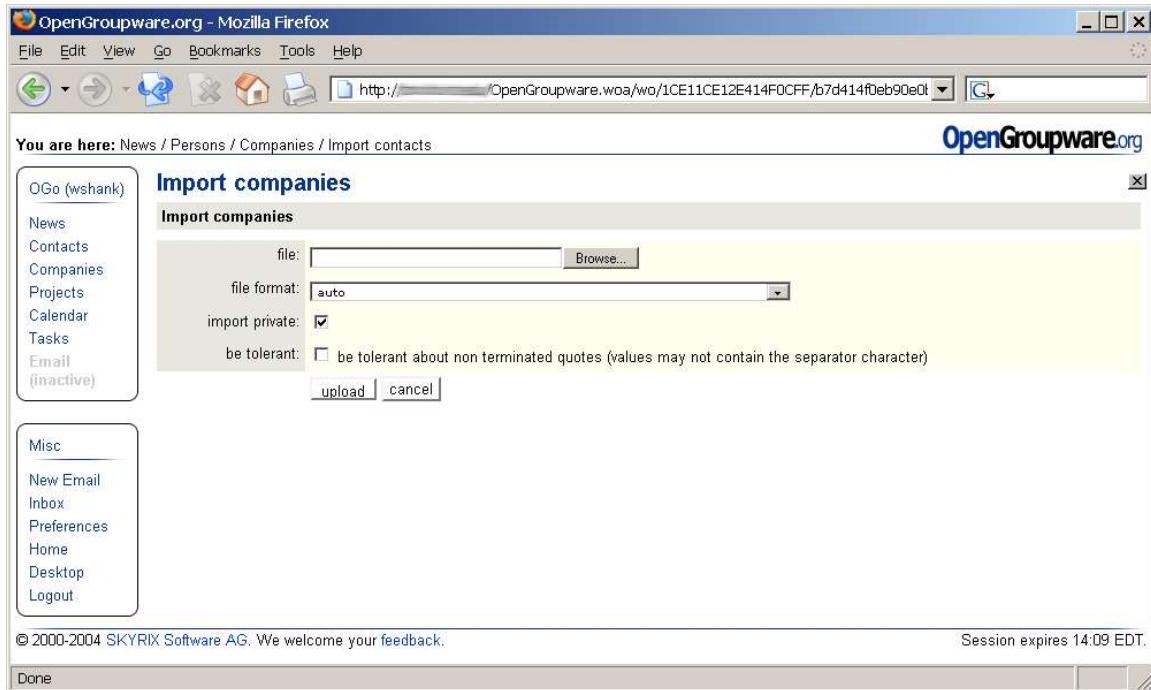 OpenGroupware.org - Mozilla Firefox
File Edit View Go Bookmarks Tools Help
http:// /OpenGroupware.woa/wo/1CE11CE12E414F0CFF/b7d414f0eb90e0
G
You are here: News / Persons / Companies / Import contacts
OpenGroupware.org
OGo (wshank)
News
Contacts
Companies
Projects
Calendar
Tasks
Email
(inactive)
Import companies
Import companies
file: Browse...
file format: auto
import private:
be tolerant: be tolerant about non terminated quotes (values may not contain the separator character)
upload cancel
Misc
New Email
Inbox
Preferences
Home
Desktop
Logout
© 2000-2004 SKYRIX Software AG. We welcome your feedback.
Session expires 14:09 EDT.
Done